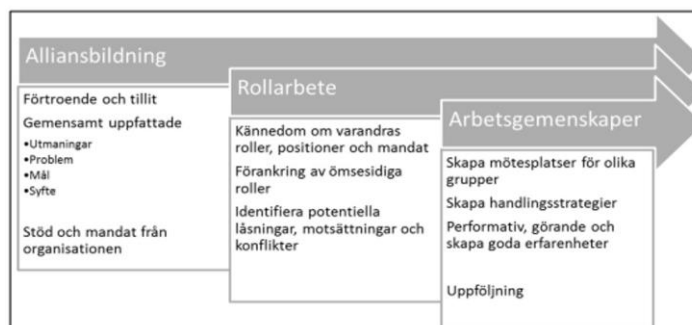 Alliansbildning
Förtroende och tillit
Gemensamt uppfattade
•Utmaningar
•Problem
•Mål
•Syfte
Stöd och mandat från
organisationen
Rollarbete
Kännedom om varandras
roller, positioner och mandat
Förankring av ömsesidiga
roller
Identifiera potentiella
låsningar, motsättningar och
konflikter
Arbetsgemenskaper
Skapa mötesplatser för olika
grupper
Skapa handlingsstrategier
Performativ, görande och
skapa goda erfarenheter
Uppföljning